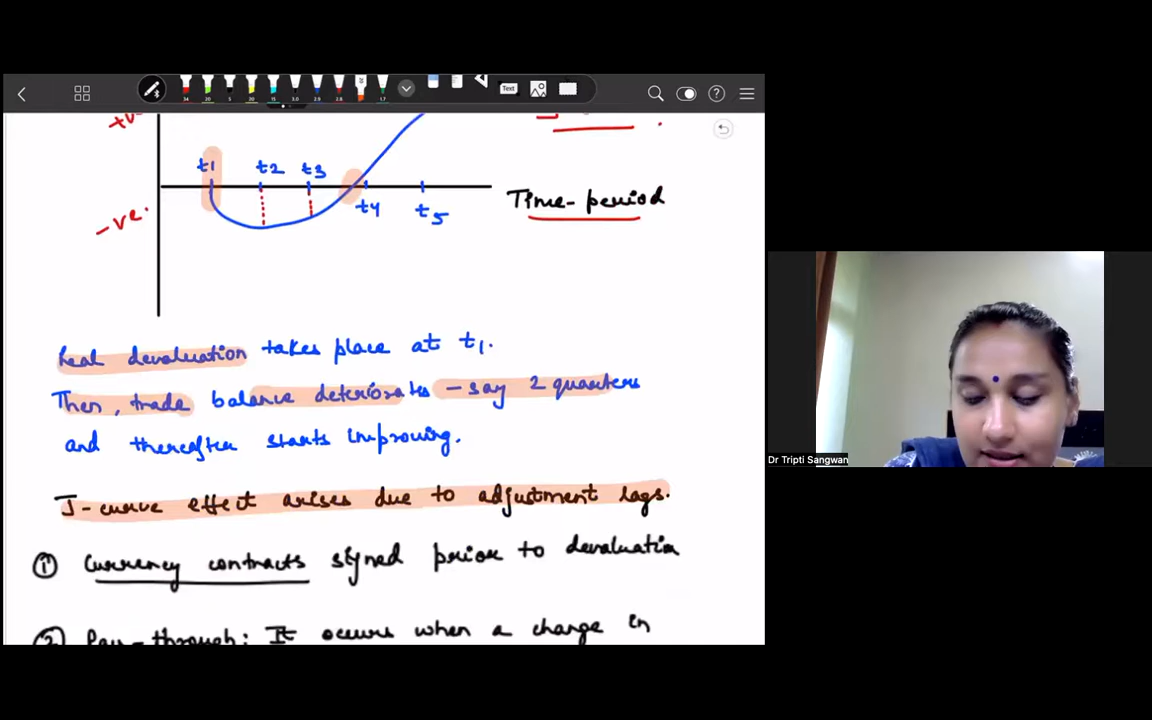 Text
+ve
t1
t2
t3
t4
t5
Time-period
-ve
Real devaluation takes place at t1.
Then, trade balance deteriorates - say 2 quarters
and thereafter starts improving.
J-curve effect arises due to adjustment lags.
① Currency contracts signed prior to devaluation
② Pass-through: It occurs when a change in
Dr Tripti Sangwan